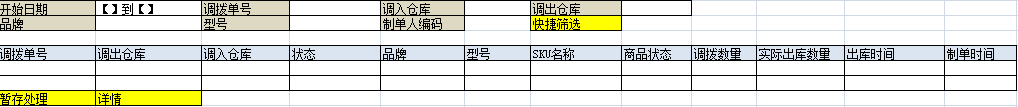 开始日期 【】到【】 调拨单号 调入仓库 调出仓库
品牌 型号 制单人编码 快捷筛选
调拨单号 调出仓库 调入仓库 状态 品牌 型号 SKU名称 商品状态 调拨数量 实际出库数量 出库时间 制单时间
暂存处理 详情